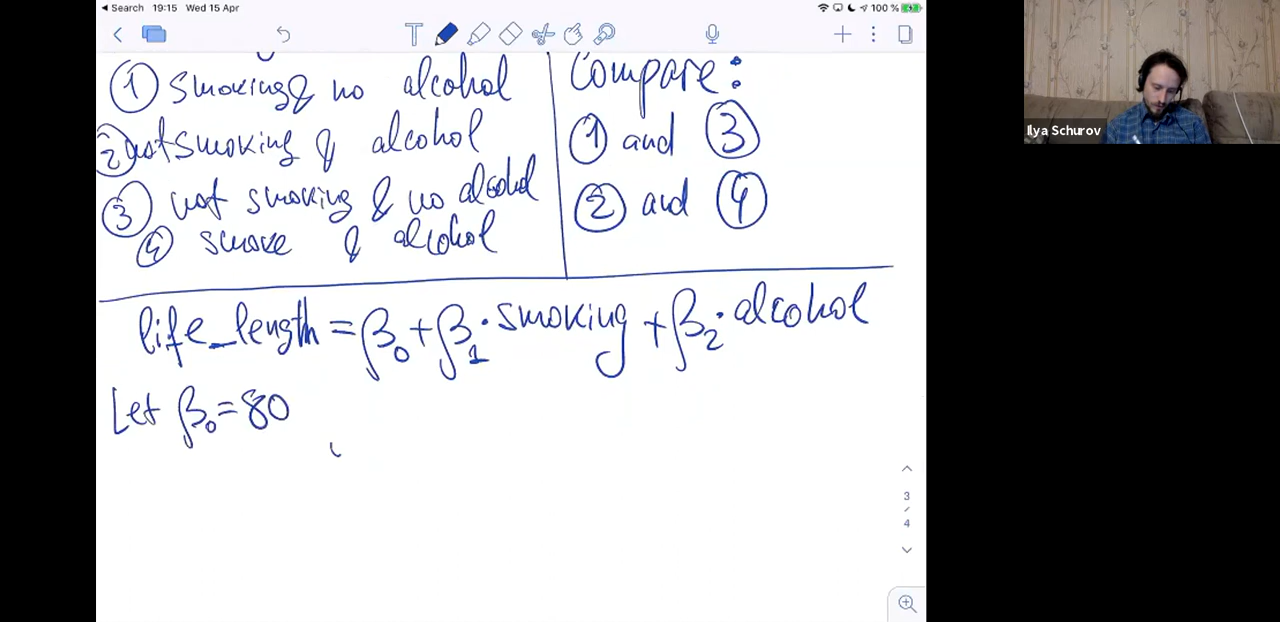 Search 19:15 Wed 15 Apr 100 %
T
① smoking & no alcohol
② not smoking & alcohol
③ not smoking & no alcohol
④ smoke & alcohol
Compare:
① and ③
② and ④
life_length = β₀ + β₁ · smoking + β₂ · alcohol
Let β₀ = 80
3
/
4
Ilya Schurov